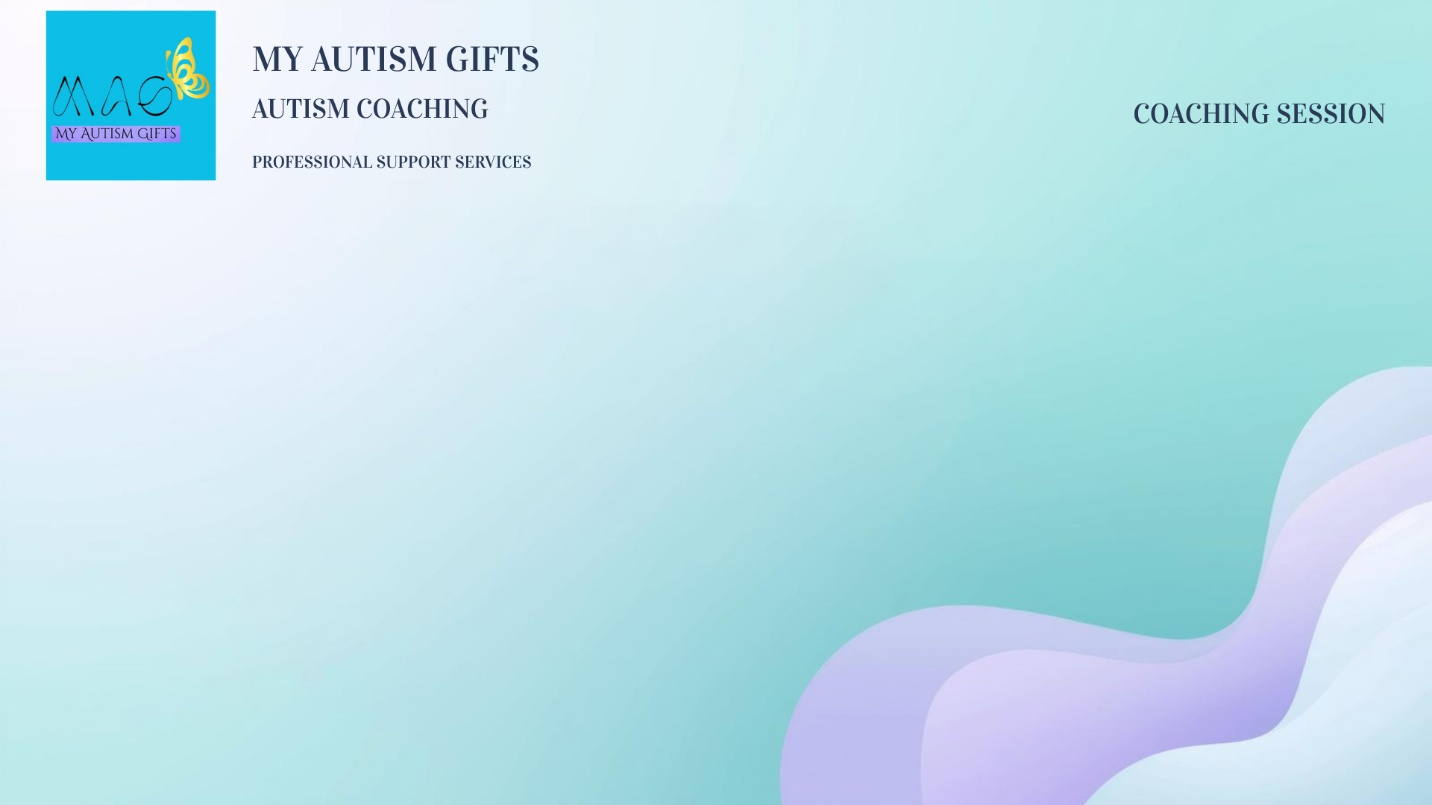 MAG
MY AUTISM GIFTS
MY AUTISM GIFTS
AUTISM COACHING
PROFESSIONAL SUPPORT SERVICES
COACHING SESSION